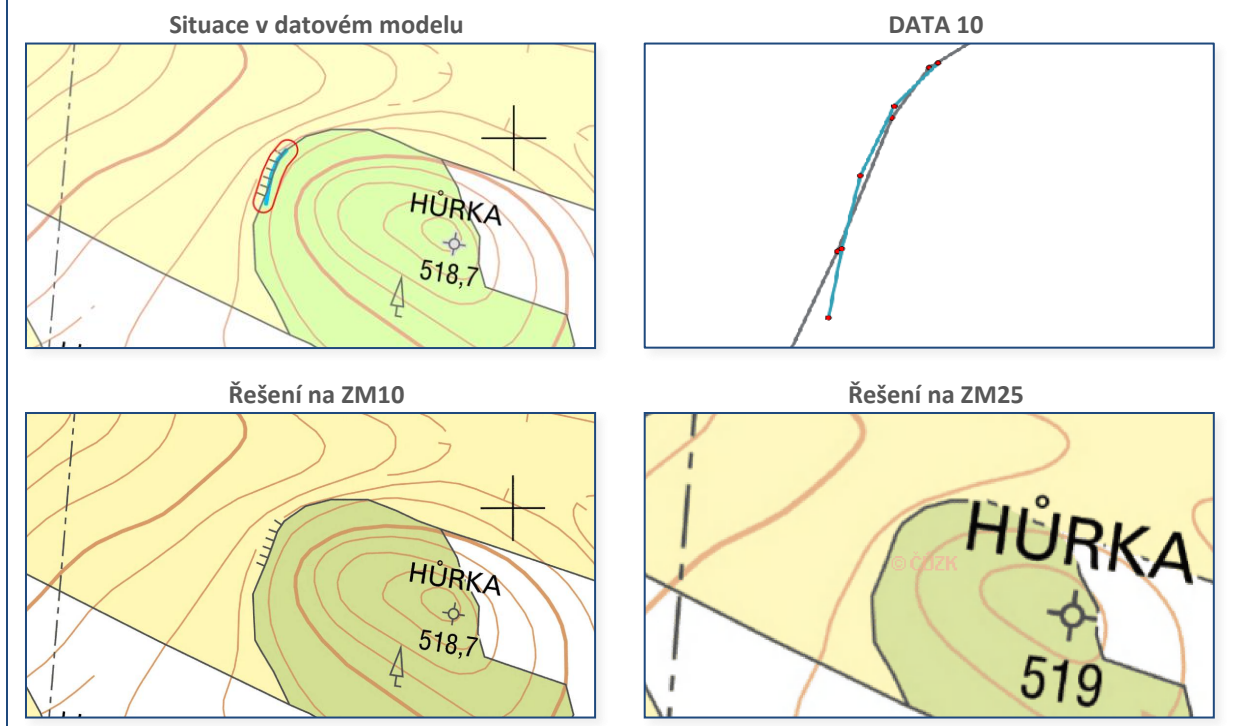 Situace v datovém modelu
DATA 10
HŮRKA
518,7
Řešení na ZM10
Řešení na ZM25
HŮRKA
518,7
HŮRKA
© ČÚZK
519